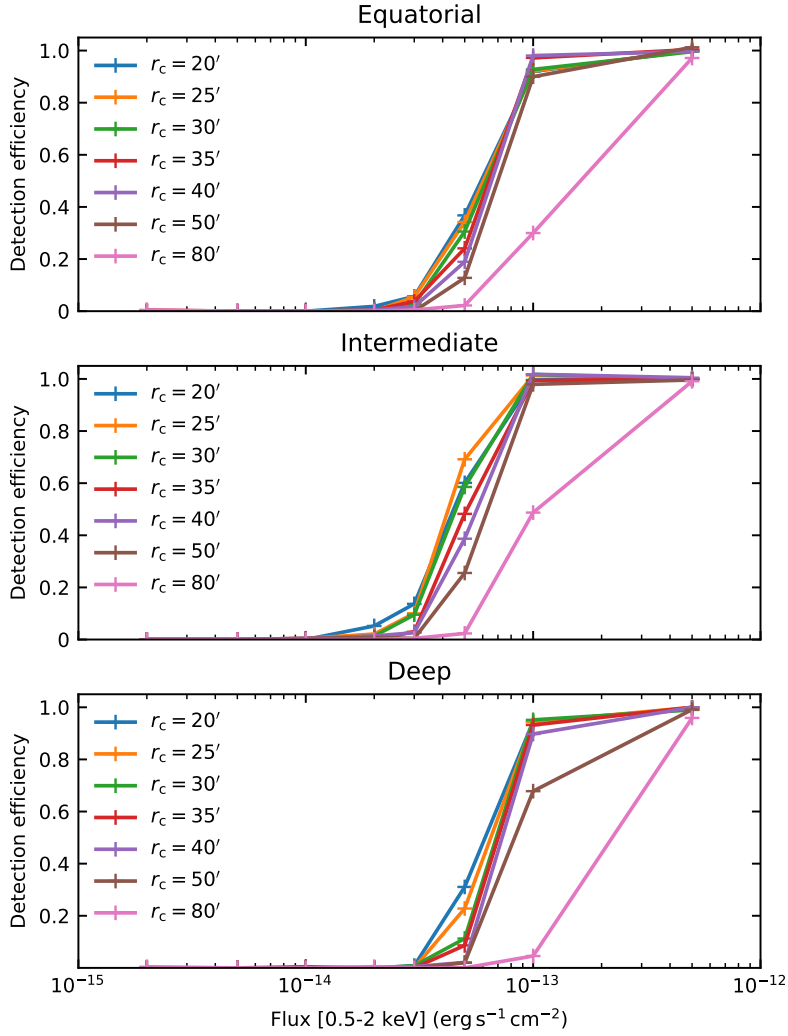 Equatorial
Detection efficiency
1.0
0.8
0.6
0.4
0.2
0
r_c = 20′
r_c = 25′
r_c = 30′
r_c = 35′
r_c = 40′
r_c = 50′
r_c = 80′
Intermediate
Detection efficiency
1.0
0.8
0.6
0.4
0.2
0
r_c = 20′
r_c = 25′
r_c = 30′
r_c = 35′
r_c = 40′
r_c = 50′
r_c = 80′
Deep
Detection efficiency
1.0
0.8
0.6
0.4
0.2
r_c = 20′
r_c = 25′
r_c = 30′
r_c = 35′
r_c = 40′
r_c = 50′
r_c = 80′
10⁻¹⁵ 10⁻¹⁴ 10⁻¹³ 10⁻¹²
Flux [0.5-2 keV] (erg s⁻¹ cm⁻²)